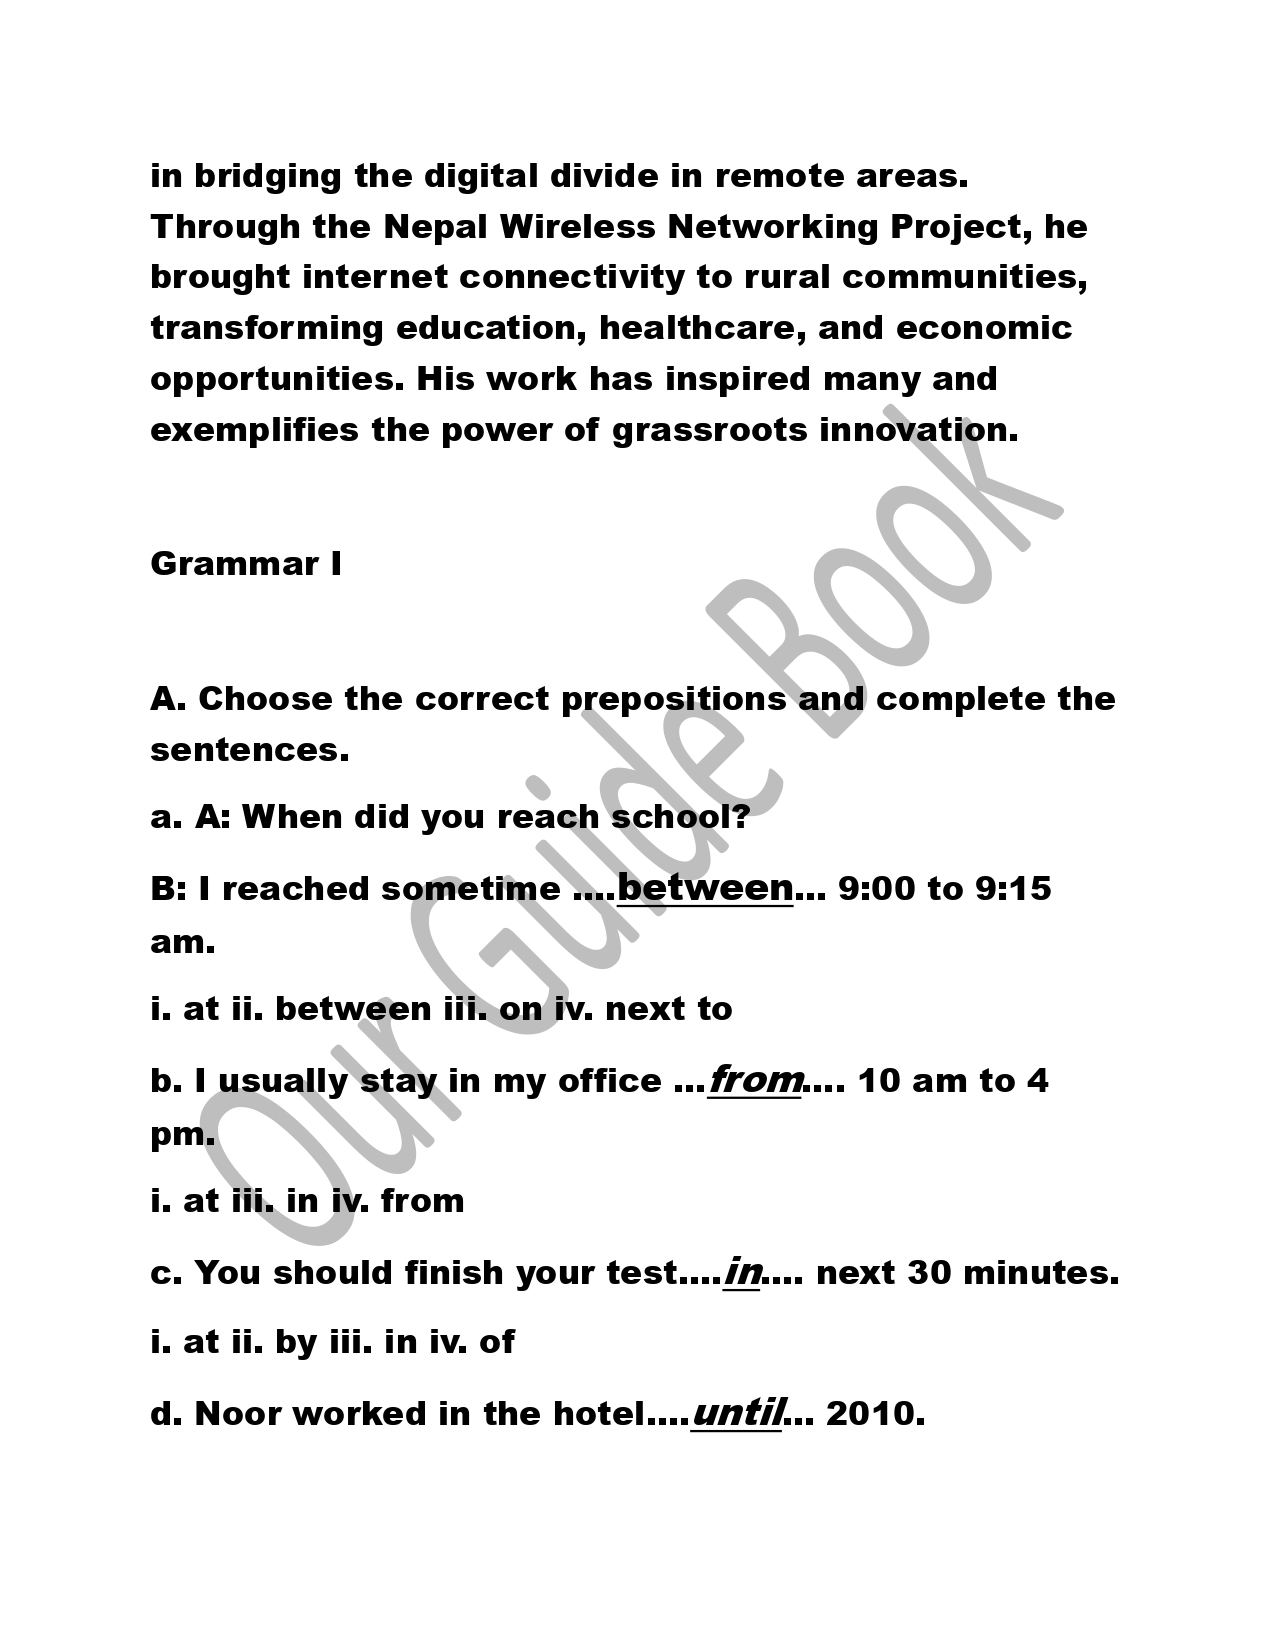 in bridging the digital divide in remote areas.
Through the Nepal Wireless Networking Project, he
brought internet connectivity to rural communities,
transforming education, healthcare, and economic
opportunities. His work has inspired many and
exemplifies the power of grassroots innovation.
Grammar I
A. Choose the correct prepositions and complete the
sentences.
a. A: When did you reach school?
B: I reached sometime ....between... 9:00 to 9:15
am.
i. at ii. between iii. on iv. next to
b. I usually stay in my office ...from.... 10 am to 4
pm.
i. at iii. in iv. from
c. You should finish your test....in.... next 30 minutes.
i. at ii. by iii. in iv. of
d. Noor worked in the hotel....until... 2010.
Our Guide Book